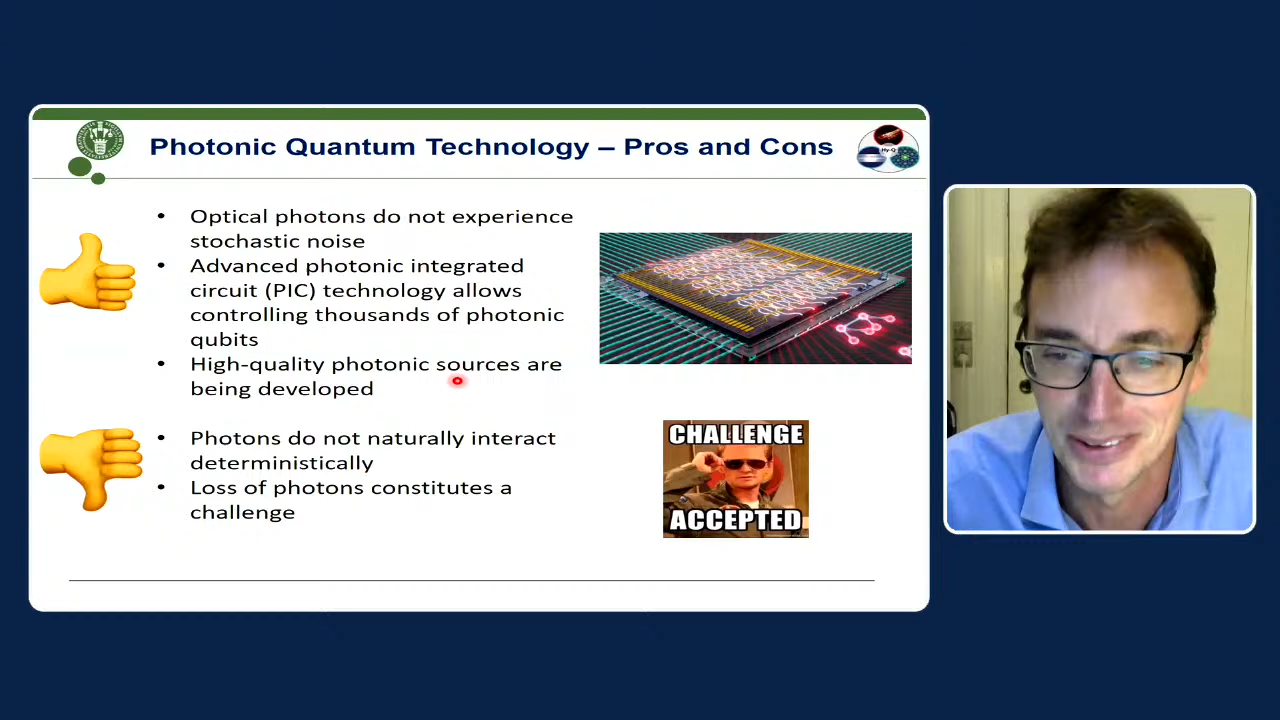 Photonic Quantum Technology – Pros and Cons
Hy-Q
• Optical photons do not experience
stochastic noise
• Advanced photonic integrated
circuit (PIC) technology allows
controlling thousands of photonic
qubits
• High-quality photonic sources are
being developed
• Photons do not naturally interact
deterministically
• Loss of photons constitutes a
challenge
CHALLENGE
ACCEPTED